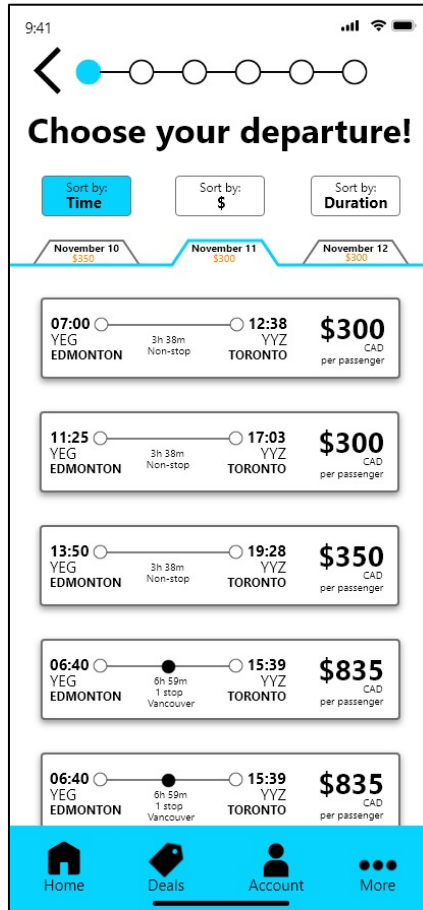 9:41
Choose your departure!
Sort by:
Time
Sort by:
$
Sort by:
Duration
November 10
$350
November 11
$300
November 12
$300
07:00 12:38 $300
YEG 3h 38m YYZ CAD
EDMONTON Non-stop TORONTO per passenger
11:25 17:03 $300
YEG 3h 38m YYZ CAD
EDMONTON Non-stop TORONTO per passenger
13:50 19:28 $350
YEG 3h 38m YYZ CAD
EDMONTON Non-stop TORONTO per passenger
06:40 15:39 $835
YEG 6h 59m YYZ CAD
EDMONTON 1 stop TORONTO per passenger
Vancouver
06:40 15:39 $835
YEG 6h 59m YYZ CAD
EDMONTON 1 stop TORONTO per passenger
Vancouver
Home Deals Account More